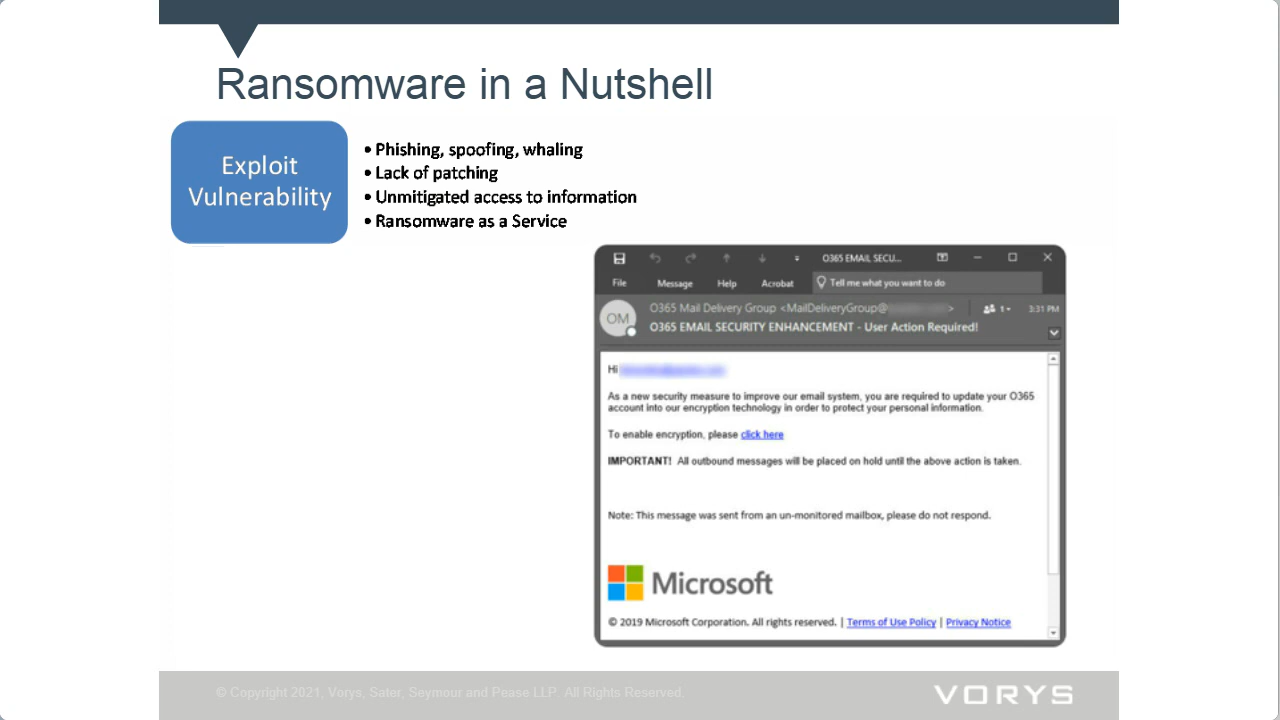 Ransomware in a Nutshell
Exploit
Vulnerability
• Phishing, spoofing, whaling
• Lack of patching
• Unmitigated access to information
• Ransomware as a Service
O365 EMAIL SECU...
File Message Help Acrobat Tell me what you want to do
OM
O365 Mail Delivery Group <MailDeliveryGroup@ > 1 3:31 PM
O365 EMAIL SECURITY ENHANCEMENT - User Action Required!
Hi
As a new security measure to improve our email system, you are required to update your O365
account into our encryption technology in order to protect your personal information.
To enable encryption, please click here
IMPORTANT! All outbound messages will be placed on hold until the above action is taken.
Note: This message was sent from an un-monitored mailbox, please do not respond.
Microsoft
© 2019 Microsoft Corporation. All rights reserved. | Terms of Use Policy | Privacy Notice
© Copyright 2021, Vorys, Sater, Seymour and Pease LLP. All Rights Reserved.
VORYS